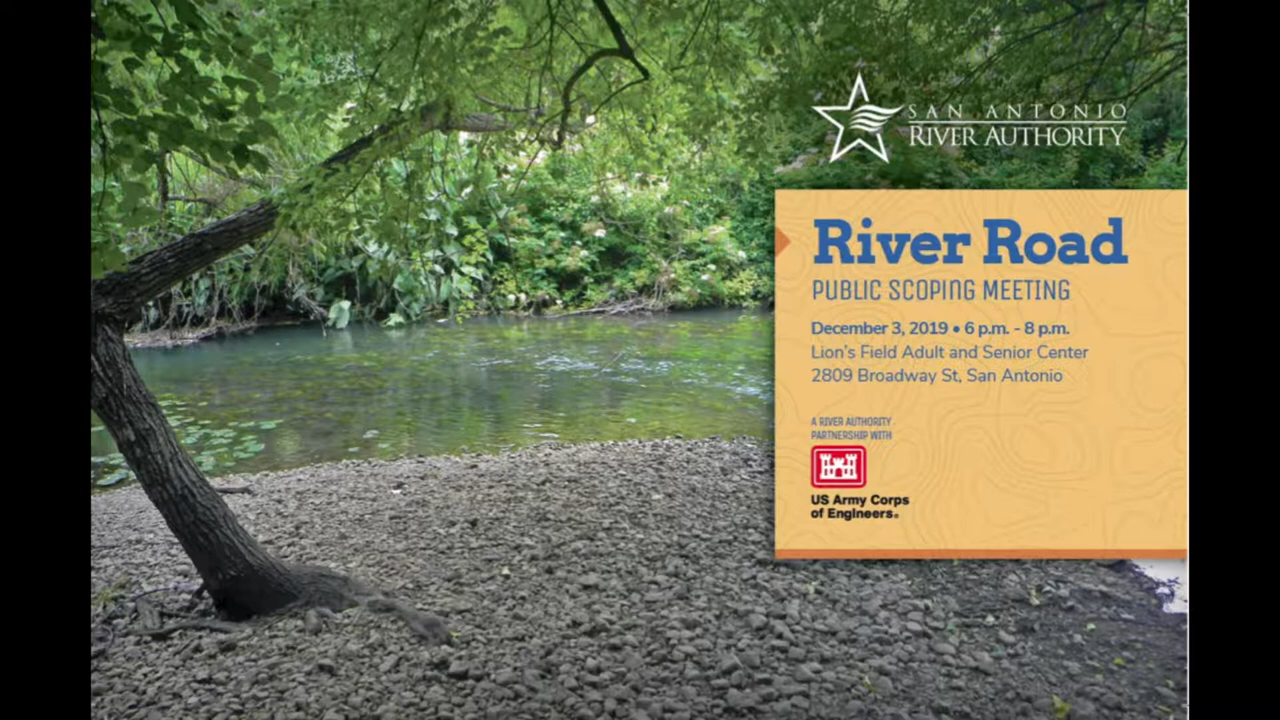 SAN ANTONIO
RIVER AUTHORITY
River Road
PUBLIC SCOPING MEETING
December 3, 2019 • 6 p.m. - 8 p.m.
Lion's Field Adult and Senior Center
2809 Broadway St, San Antonio
A RIVER AUTHORITY
PARTNERSHIP WITH
US Army Corps
of Engineers®